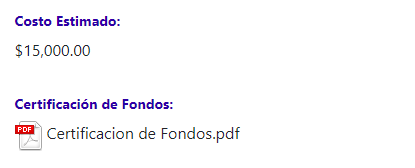 Costo Estimado:
$15,000.00
Certificación de Fondos:
PDF Certificacion de Fondos.pdf